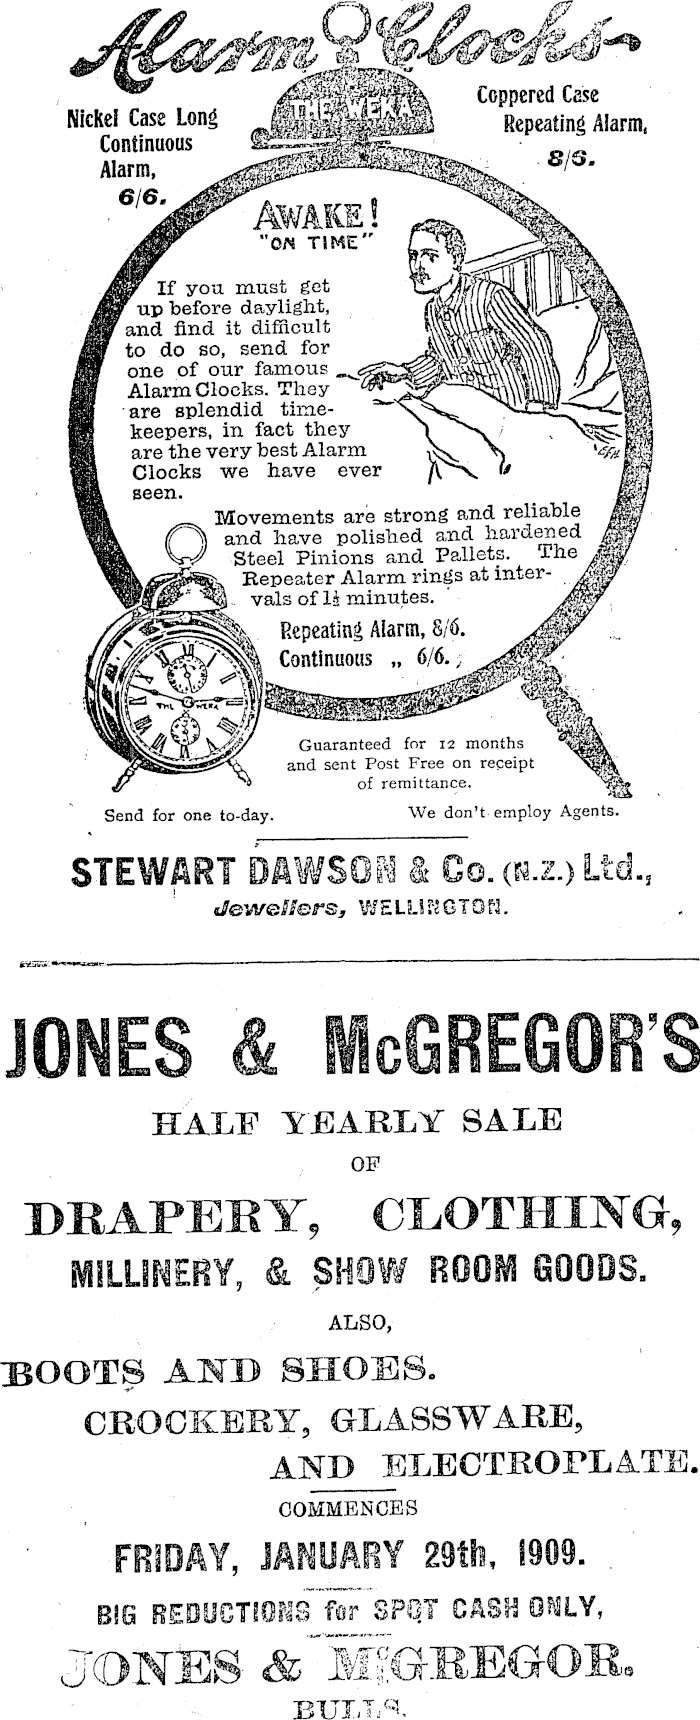 Alarm Clocks
THE WEKA
Nickel Case Long
Continuous
Alarm,
6/6.
Coppered Case
Repeating Alarm,
8/6.
AWAKE!
"ON TIME"
If you must get
up before daylight,
and find it difficult
to do so, send for
one of our famous
Alarm Clocks. They
are splendid time-
keepers, in fact they
are the very best Alarm
Clocks we have ever
seen.
Movements are strong and reliable
and have polished and hardened
Steel Pinions and Pallets. The
Repeater Alarm rings at inter-
vals of 1½ minutes.
Repeating Alarm, 8/6.
Continuous „ 6/6.
THE WEKA
Guaranteed for 12 months
and sent Post Free on receipt
of remittance.
Send for one to-day.
We don't employ Agents.
STEWART DAWSON & Co. (N.Z.) Ltd.,
Jewellers, WELLINGTON.
JONES & McGREGOR'S
HALF YEARLY SALE
OF
DRAPERY, CLOTHING,
MILLINERY, & SHOW ROOM GOODS.
ALSO,
BOOTS AND SHOES.
CROCKERY, GLASSWARE,
AND ELECTROPLATE.
COMMENCES
FRIDAY, JANUARY 29th, 1909.
BIG REDUCTIONS for SPOT CASH ONLY,
JONES & McGREGOR.
BULLS.